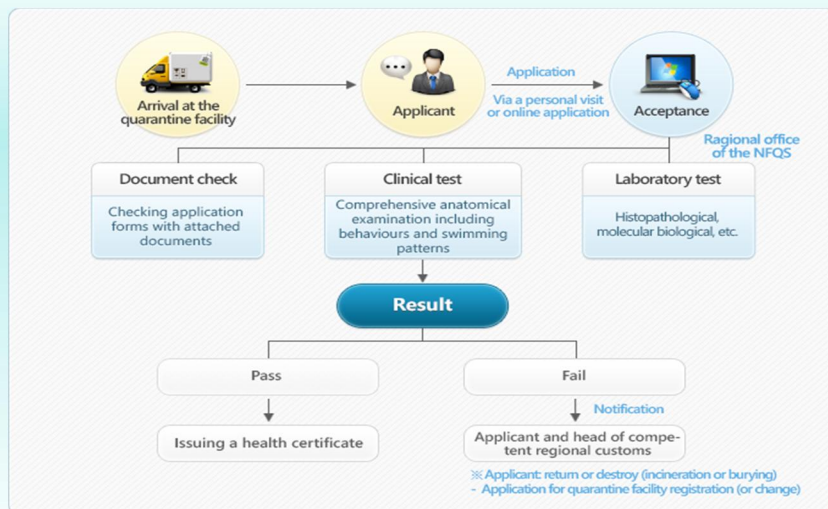 Arrival at the
quarantine facility
Applicant
Application
Via a personal visit
or online application
Acceptance
Ragional office
of the NFQS
Document check
Checking application
forms with attached
documents
Clinical test
Comprehensive anatomical
examination including
behaviours and swimming
patterns
Laboratory test
Histopathological,
molecular biological, etc.
Result
Pass
Issuing a health certificate
Fail
Notification
Applicant and head of compe-
tent regional customs
※ Applicant: return or destroy (incineration or burying)
- Application for quarantine facility registration (or change)